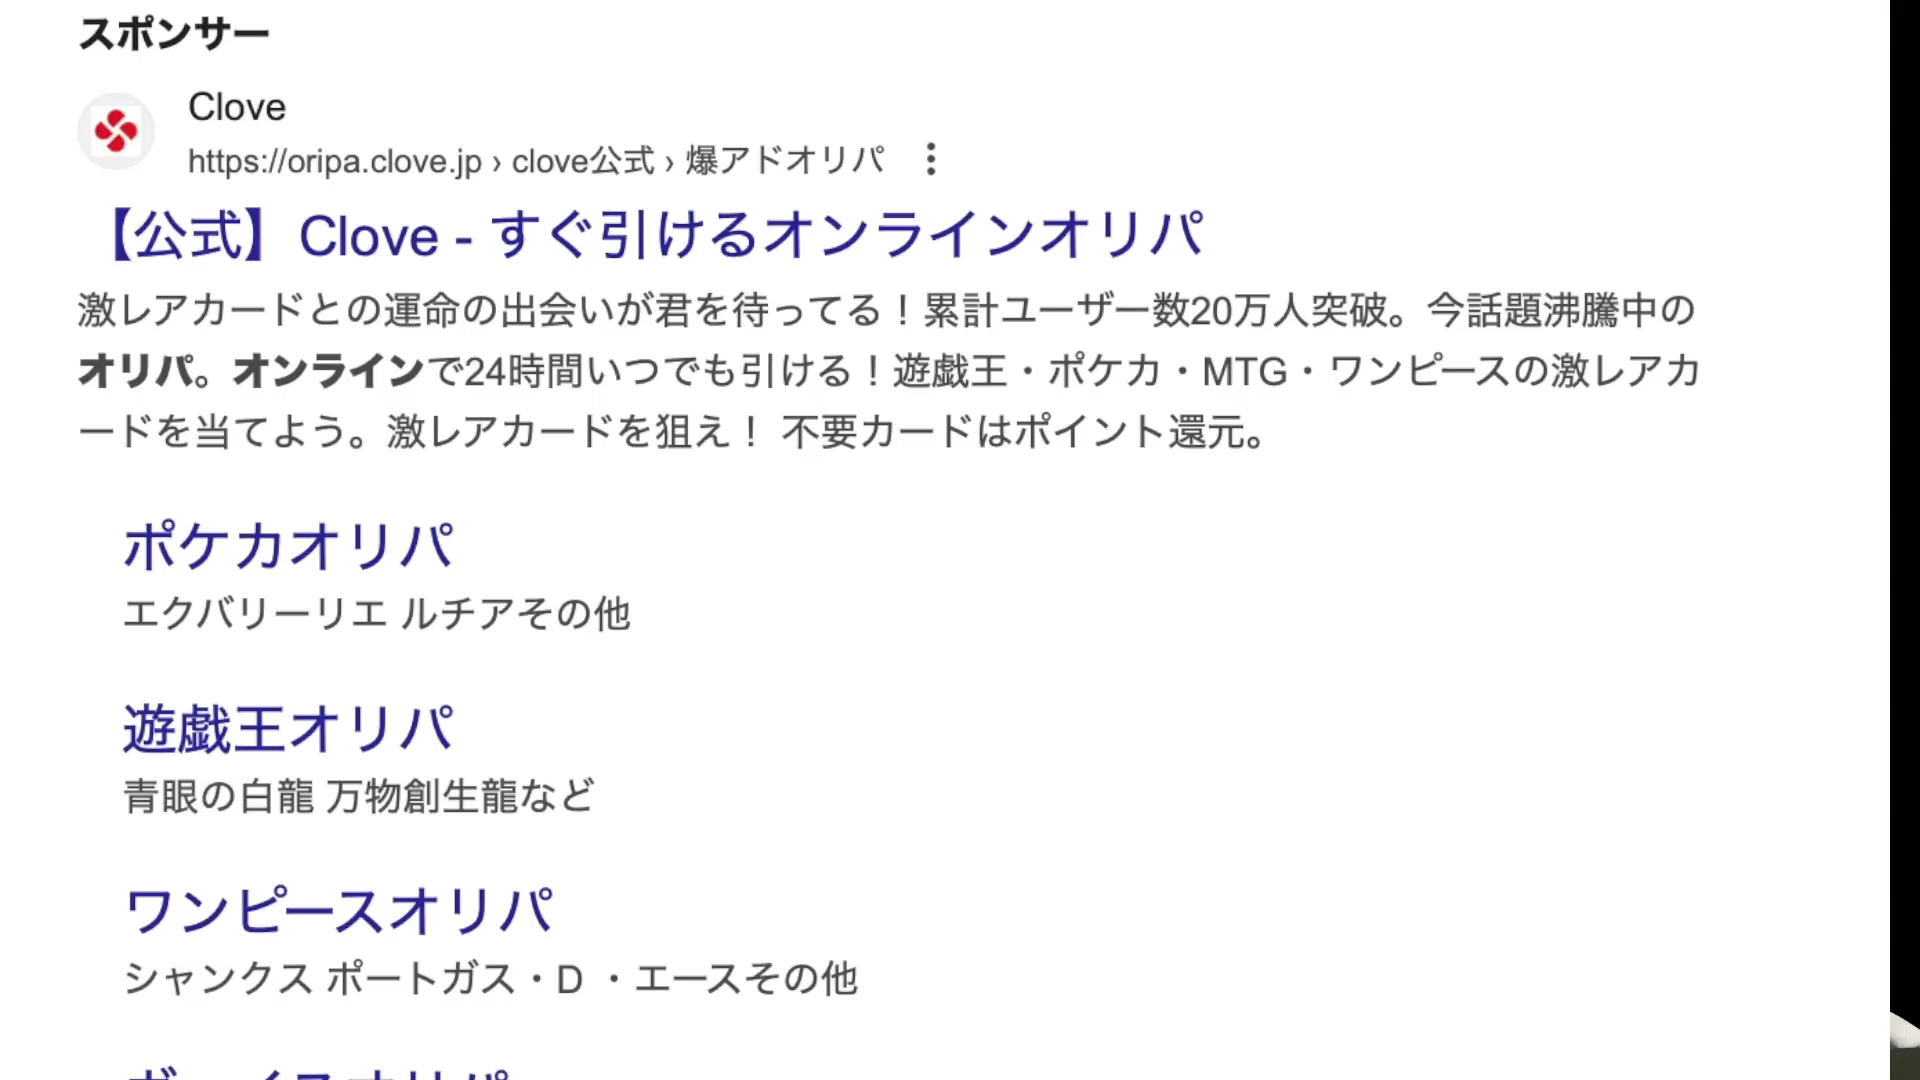 スポンサー
Clove
https://oripa.clove.jp › clove公式 › 爆アドオリパ
【公式】Clove - すぐ引けるオンラインオリパ
激レアカードとの運命の出会いが君を待ってる！累計ユーザー数20万人突破。今話題沸騰中の
オリパ。オンラインで24時間いつでも引ける！遊戯王・ポケカ・MTG・ワンピースの激レアカ
ードを当てよう。激レアカードを狙え！ 不要カードはポイント還元。
ポケカオリパ
エクバリーリエ ルチアその他
遊戯王オリパ
青眼の白龍 万物創生龍など
ワンピースオリパ
シャンクス ポートガス・D ・エースその他